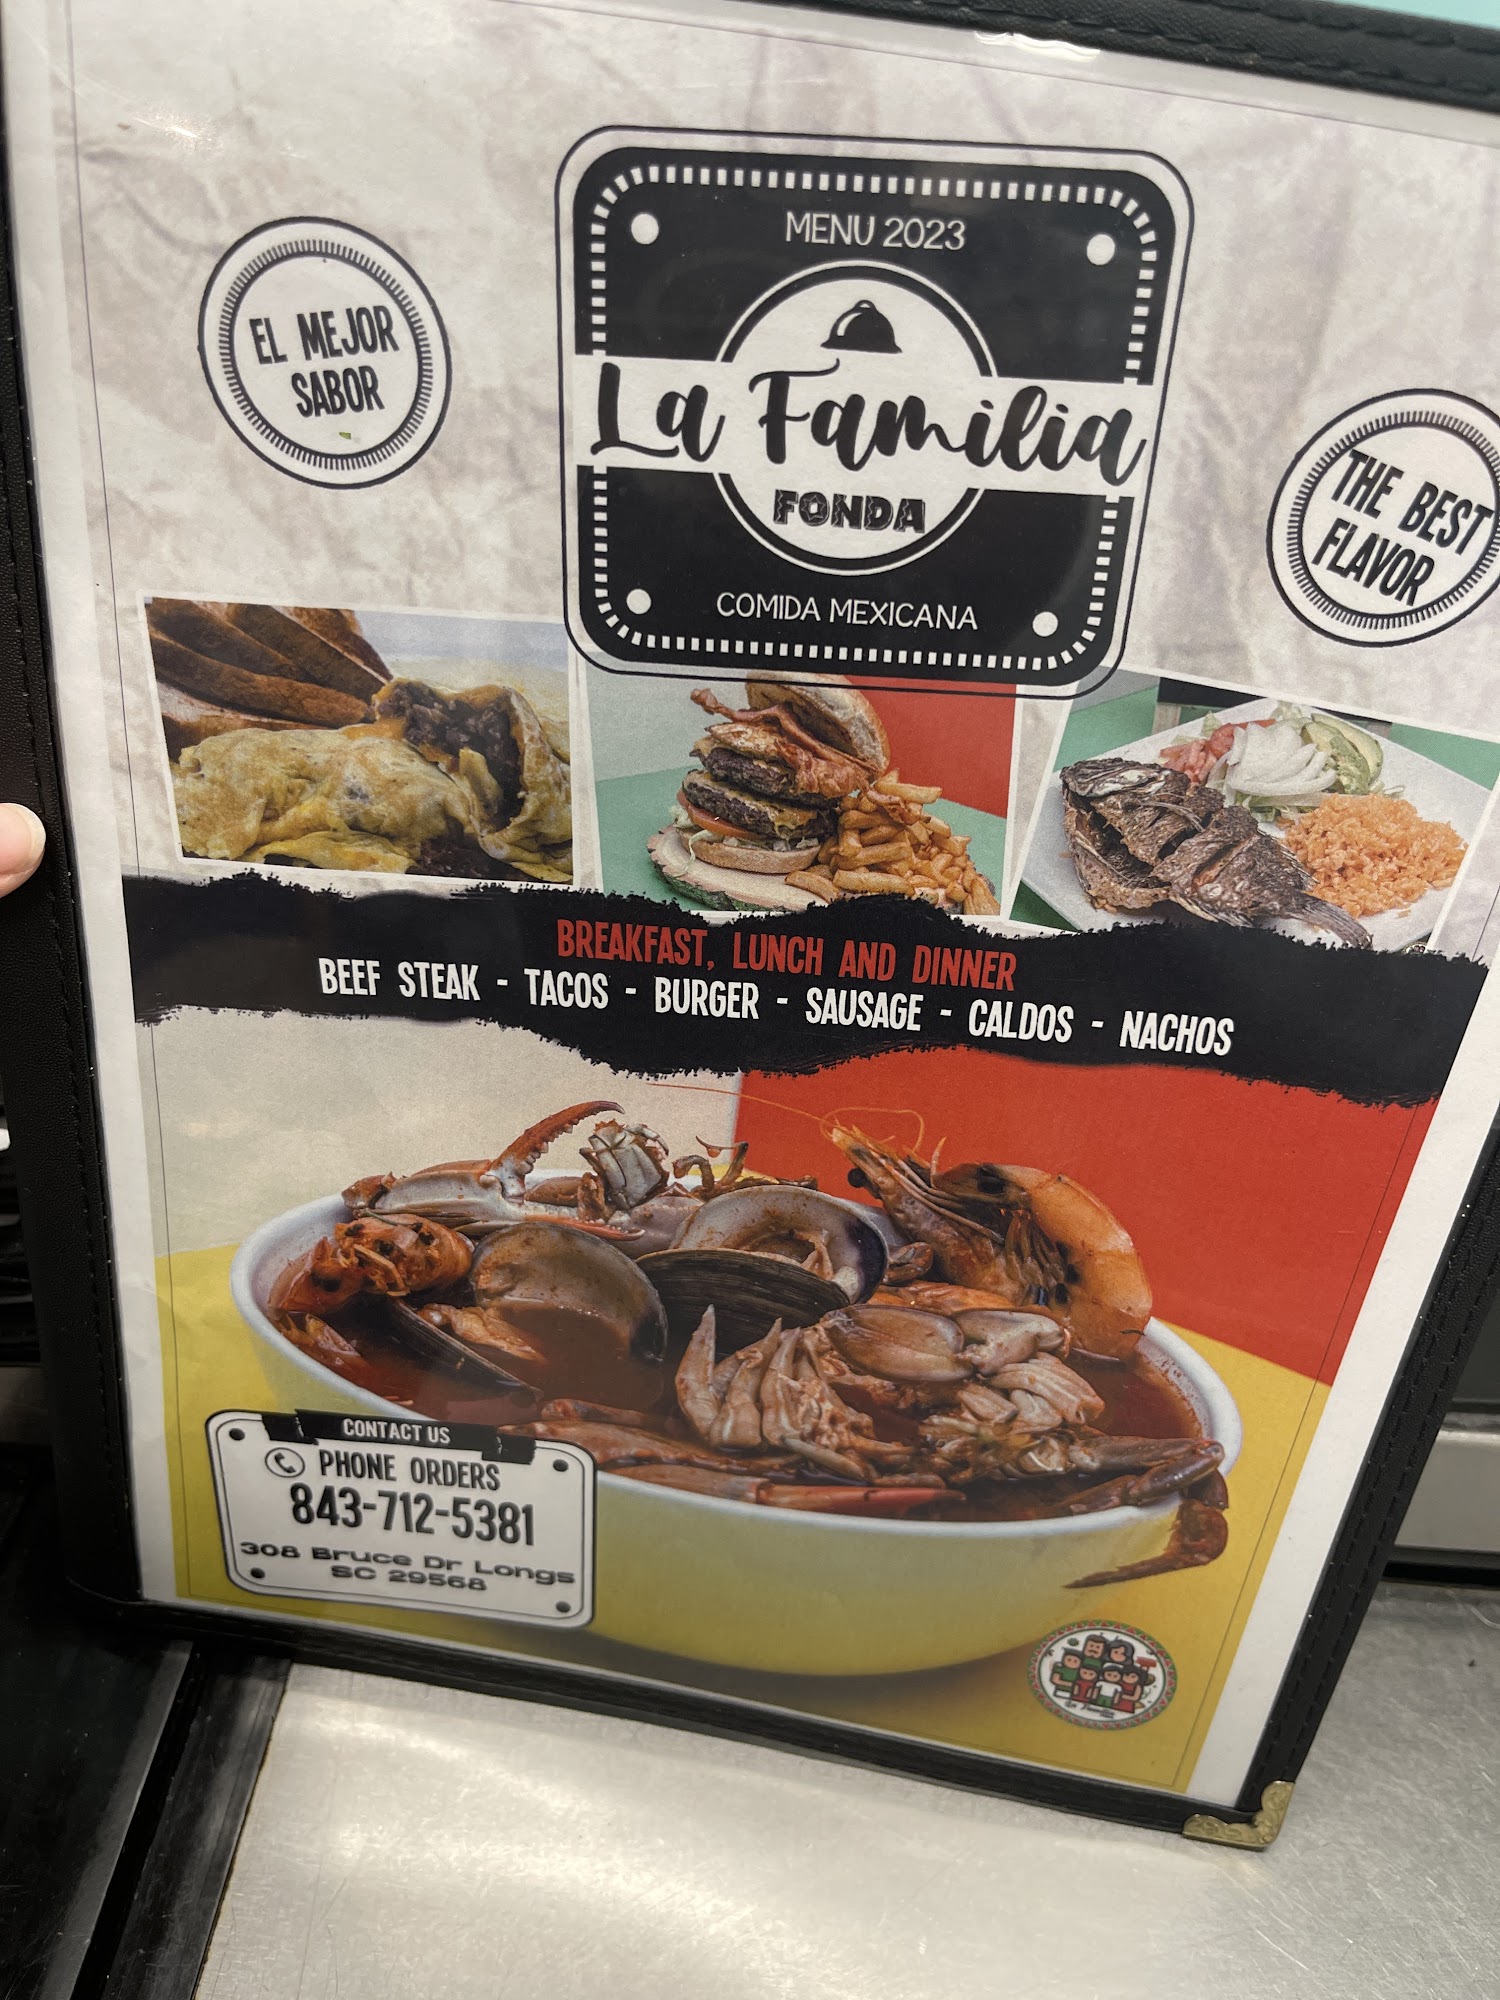 MENU 2023
La Familia
FONDA
COMIDA MEXICANA
EL MEJOR
SABOR
THE BEST
FLAVOR
BREAKFAST, LUNCH AND DINNER
BEEF STEAK - TACOS - BURGER - SAUSAGE - CALDOS - NACHOS
CONTACT US
PHONE ORDERS
843-712-5381
308 Bruce Dr Longs
SC 29568